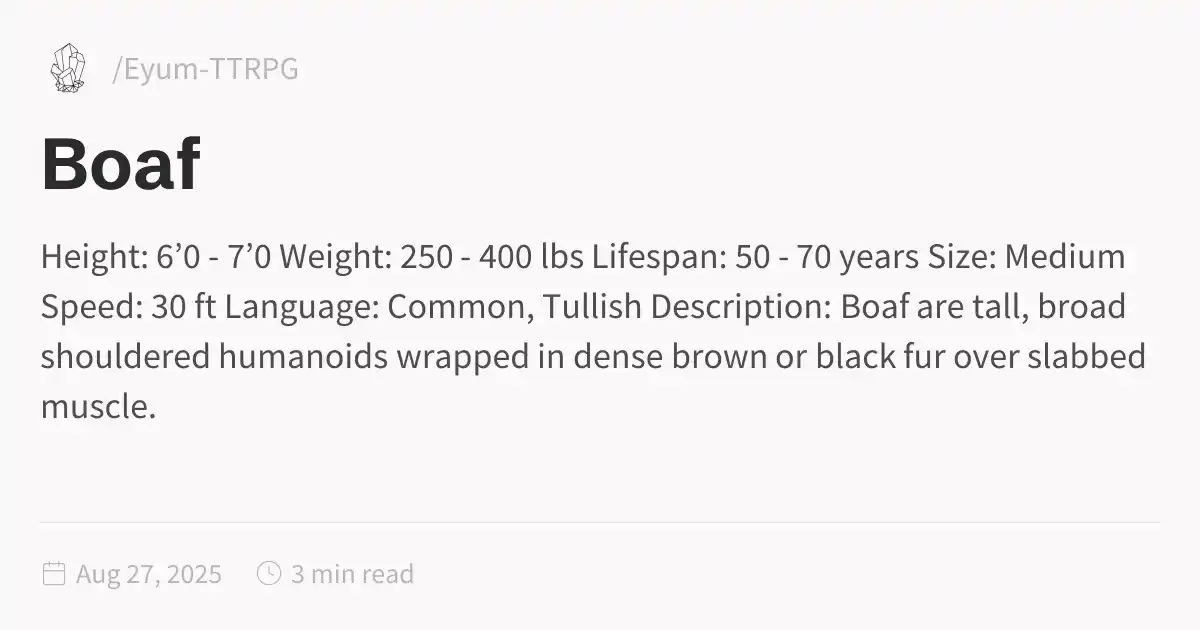 /Eyum-TTRPG
Boaf
Height: 6’0 - 7’0 Weight: 250 - 400 lbs Lifespan: 50 - 70 years Size: Medium
Speed: 30 ft Language: Common, Tullish Description: Boaf are tall, broad
shouldered humanoids wrapped in dense brown or black fur over slabbed
muscle.
Aug 27, 2025 3 min read